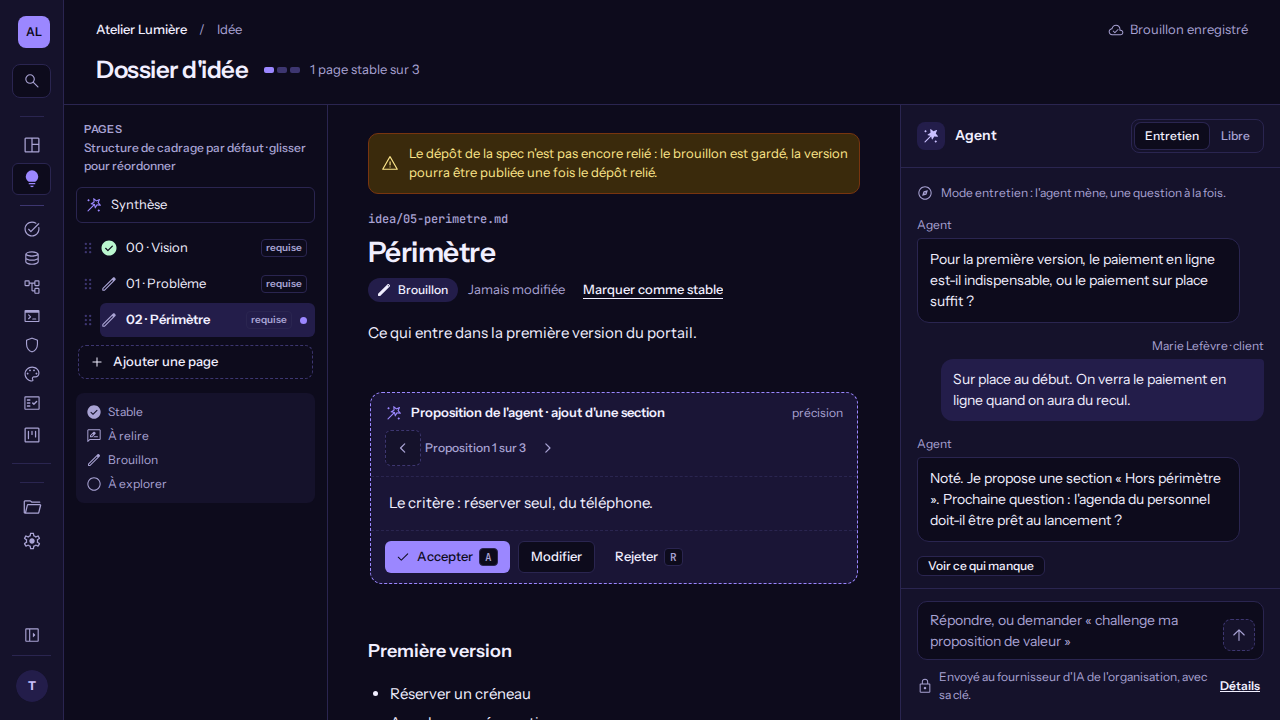 AL
Atelier Lumière / Idée
Brouillon enregistré
Dossier d'idée
1 page stable sur 3
PAGES
Structure de cadrage par défaut · glisser
pour réordonner
Synthèse
00 · Vision requise
01 · Problème requise
02 · Périmètre requise
Ajouter une page
Stable
À relire
Brouillon
À explorer
T
Le dépôt de la spec n'est pas encore relié : le brouillon est gardé, la version
pourra être publiée une fois le dépôt relié.
idea/05-perimetre.md
Périmètre
Brouillon Jamais modifiée Marquer comme stable
Ce qui entre dans la première version du portail.
Proposition de l'agent · ajout d'une section précision
Proposition 1 sur 3
Le critère : réserver seul, du téléphone.
Accepter A Modifier Rejeter R
Première version
• Réserver un créneau
Agent
Entretien Libre
Mode entretien : l'agent mène, une question à la fois.
Agent
Pour la première version, le paiement en ligne
est-il indispensable, ou le paiement sur place
suffit ?
Marie Lefèvre · client
Sur place au début. On verra le paiement en
ligne quand on aura du recul.
Agent
Noté. Je propose une section « Hors périmètre
». Prochaine question : l'agenda du personnel
doit-il être prêt au lancement ?
Voir ce qui manque
Répondre, ou demander « challenge ma
proposition de valeur »
Envoyé au fournisseur d'IA de l'organisation, avec
sa clé.
Détails